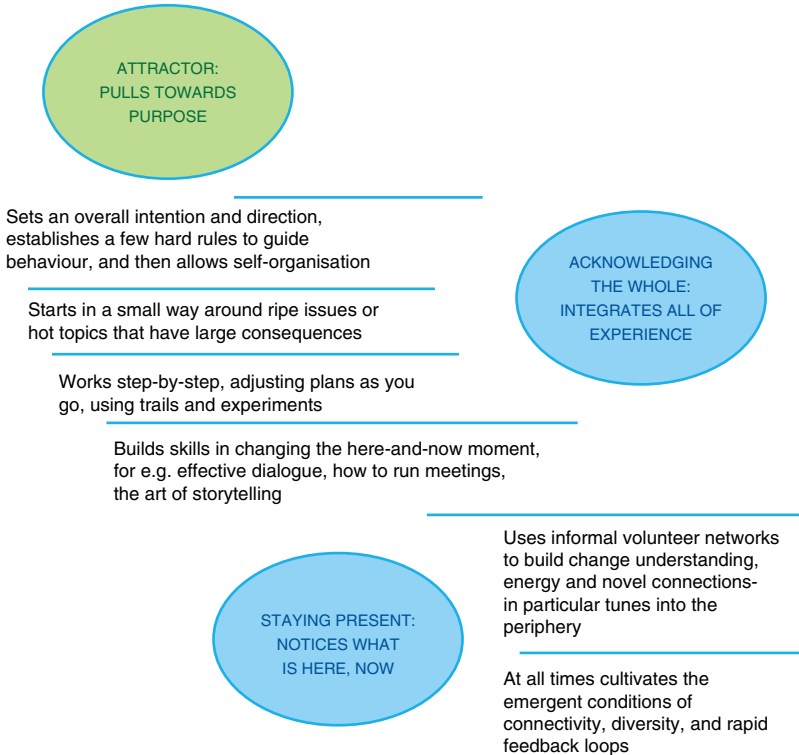 ATTRACTOR:
PULLS TOWARDS
PURPOSE
Sets an overall intention and direction,
establishes a few hard rules to guide
behaviour, and then allows self-organisation
ACKNOWLEDGING
THE WHOLE:
INTEGRATES ALL OF
EXPERIENCE
Starts in a small way around ripe issues or
hot topics that have large consequences
Works step-by-step, adjusting plans as you
go, using trails and experiments
Builds skills in changing the here-and-now moment,
for e.g. effective dialogue, how to run meetings,
the art of storytelling
Uses informal volunteer networks
to build change understanding,
energy and novel connections-
in particular tunes into the
periphery
STAYING PRESENT:
NOTICES WHAT
IS HERE, NOW
At all times cultivates the
emergent conditions of
connectivity, diversity, and rapid
feedback loops